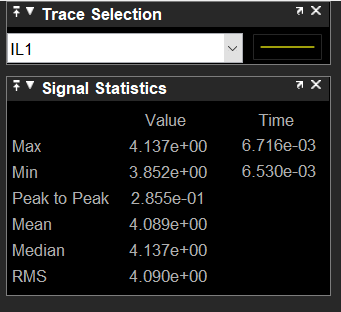 Trace Selection
IL1
Signal Statistics
Value Time
Max 4.137e+00 6.716e-03
Min 3.852e+00 6.530e-03
Peak to Peak 2.855e-01
Mean 4.089e+00
Median 4.137e+00
RMS 4.090e+00